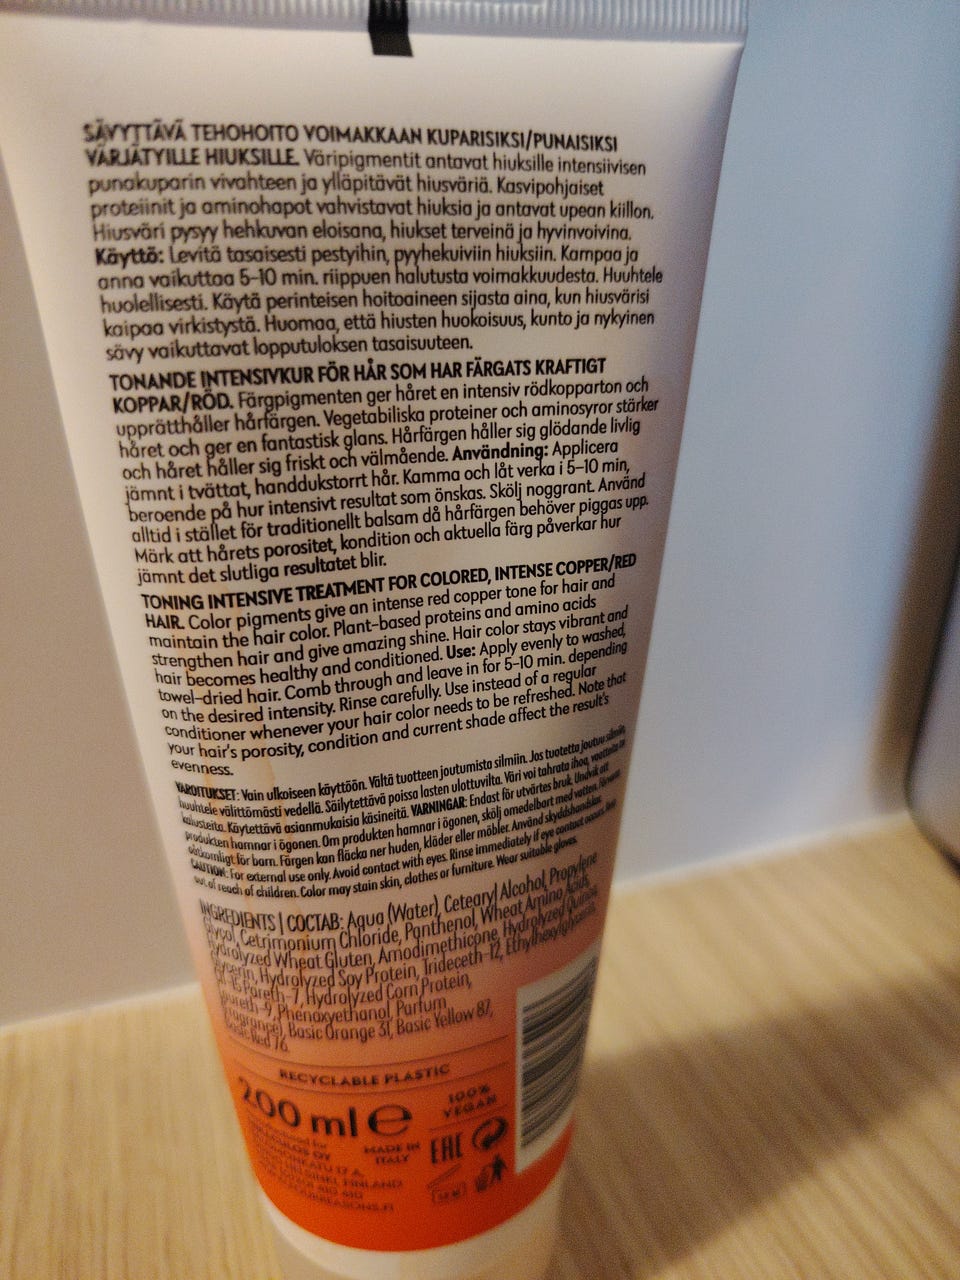 SÄVYTTÄVÄ TEHOHOITO VOIMAKKAAN KUPARISIKSI/PUNAISIKSI
VÄRJÄTYILLE HIUKSILLE. Väripigmentit antavat hiuksille intensiivisen
punakuparin vivahteen ja ylläpitävät hiusväriä. Kasvipohjaiset
proteiinit ja aminohapot vahvistavat hiuksia ja antavat upean kiillon.
Hiusväri pysyy hehkuvan eloisana, hiukset terveinä ja hyvinvoivina.
Käyttö: Levitä tasaisesti pestyihin, pyyhekuiviin hiuksiin. Kampaa ja
anna vaikuttaa 5-10 min. riippuen halutusta voimakkuudesta. Huuhtele
huolellisesti. Käytä perinteisen hoitoaineen sijasta aina, kun hiusvärisi
kaipaa virkistystä. Huomaa, että hiusten huokoisuus, kunto ja nykyinen
sävy vaikuttavat lopputuloksen tasaisuuteen.
TONANDE INTENSIVKUR FÖR HÅR SOM HAR FÄRGATS KRAFTIGT
KOPPAR/RÖD. Färgpigmenten ger håret en intensiv rödkopparton och
upprätthåller hårfärgen. Vegetabiliska proteiner och aminosyror stärker
håret och ger en fantastisk glans. Hårfärgen håller sig glödande livlig
och håret håller sig friskt och välmående. Användning: Applicera
jämnt i tvättat, handdukstorrt hår. Kamma och låt verka i 5-10 min,
beroende på hur intensivt resultat som önskas. Skölj noggrant. Använd
alltid i stället för traditionellt balsam då hårfärgen behöver piggas upp.
Märk att hårets porositet, kondition och aktuella färg påverkar hur
jämnt det slutliga resultatet blir.
TONING INTENSIVE TREATMENT FOR COLORED, INTENSE COPPER/RED
HAIR. Color pigments give an intense red copper tone for hair and
maintain the hair color. Plant-based proteins and amino acids
strengthen hair and give amazing shine. Hair color stays vibrant and
hair becomes healthy and conditioned. Use: Apply evenly to washed,
towel-dried hair. Comb through and leave in for 5-10 min. depending
on the desired intensity. Rinse carefully. Use instead of a regular
conditioner whenever your hair color needs to be refreshed. Note that
your hair's porosity, condition and current shade affect the result's
evenness.
VAROITUKSET: Vain ulkoiseen käyttöön. Vältä tuotteen joutumista silmiin. Jos tuotetta joutuu silmiin,
huuhtele välittömästi vedellä. Säilytettävä poissa lasten ulottuvilta. Väri voi tahrata ihoa, vaatteita ja
kalusteita. Käytettävä asianmukaisia käsineitä. VARNINGAR: Endast för utvärtes bruk. Undvik att
produkten hamnar i ögonen. Om produkten hamnar i ögonen, skölj omedelbart med vatten. Förvaras
oåtkomligt för barn. Färgen kan fläcka ner huden, kläder eller möbler. Använd skyddshandskar.
CAUTION: For external use only. Avoid contact with eyes. Rinse immediately if eye contact occurs. Keep
out of reach of children. Color may stain skin, clothes or furniture. Wear suitable gloves.
INGREDIENTS | СОСТАВ: Aqua (Water), Cetearyl Alcohol, Propylene
Glycol, Cetrimonium Chloride, Panthenol, Wheat Amino Acids,
Hydrolyzed Wheat Gluten, Amodimethicone, Hydrolyzed Quinoa,
Glycerin, Hydrolyzed Soy Protein, Trideceth-12, Ethylhexylglycerin,
Pareth-7, Hydrolyzed Corn Protein,
Laureth-9, Phenoxyethanol, Parfum
(Fragrance), Basic Orange 31, Basic Yellow 87,
Basic Red 76.
RECYCLABLE PLASTIC
200 ml e
100%
VEGAN
MADE IN
ITALY
EAC
HELSINKI, FINLAND